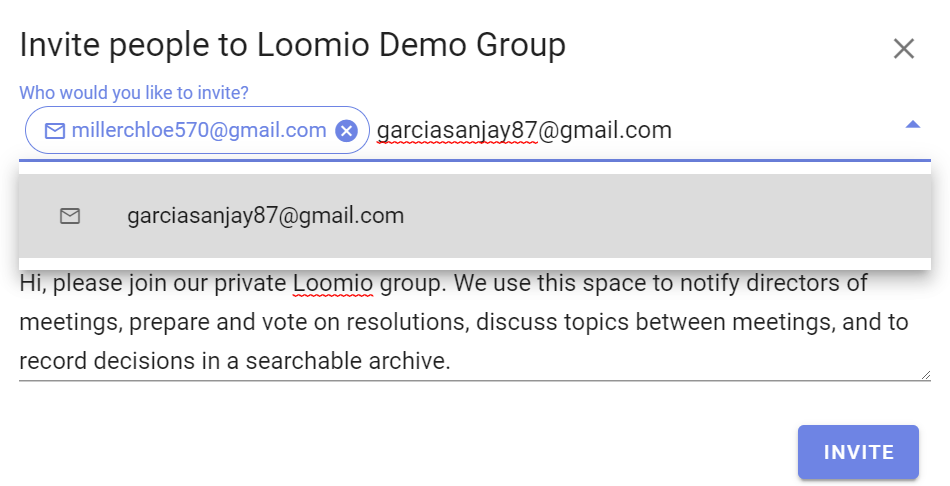 Invite people to Loomio Demo Group
Who would you like to invite?
millerchloe570@gmail.com garciasanjay87@gmail.com
garciasanjay87@gmail.com
Hi, please join our private Loomio group. We use this space to notify directors of
meetings, prepare and vote on resolutions, discuss topics between meetings, and to
record decisions in a searchable archive.
INVITE